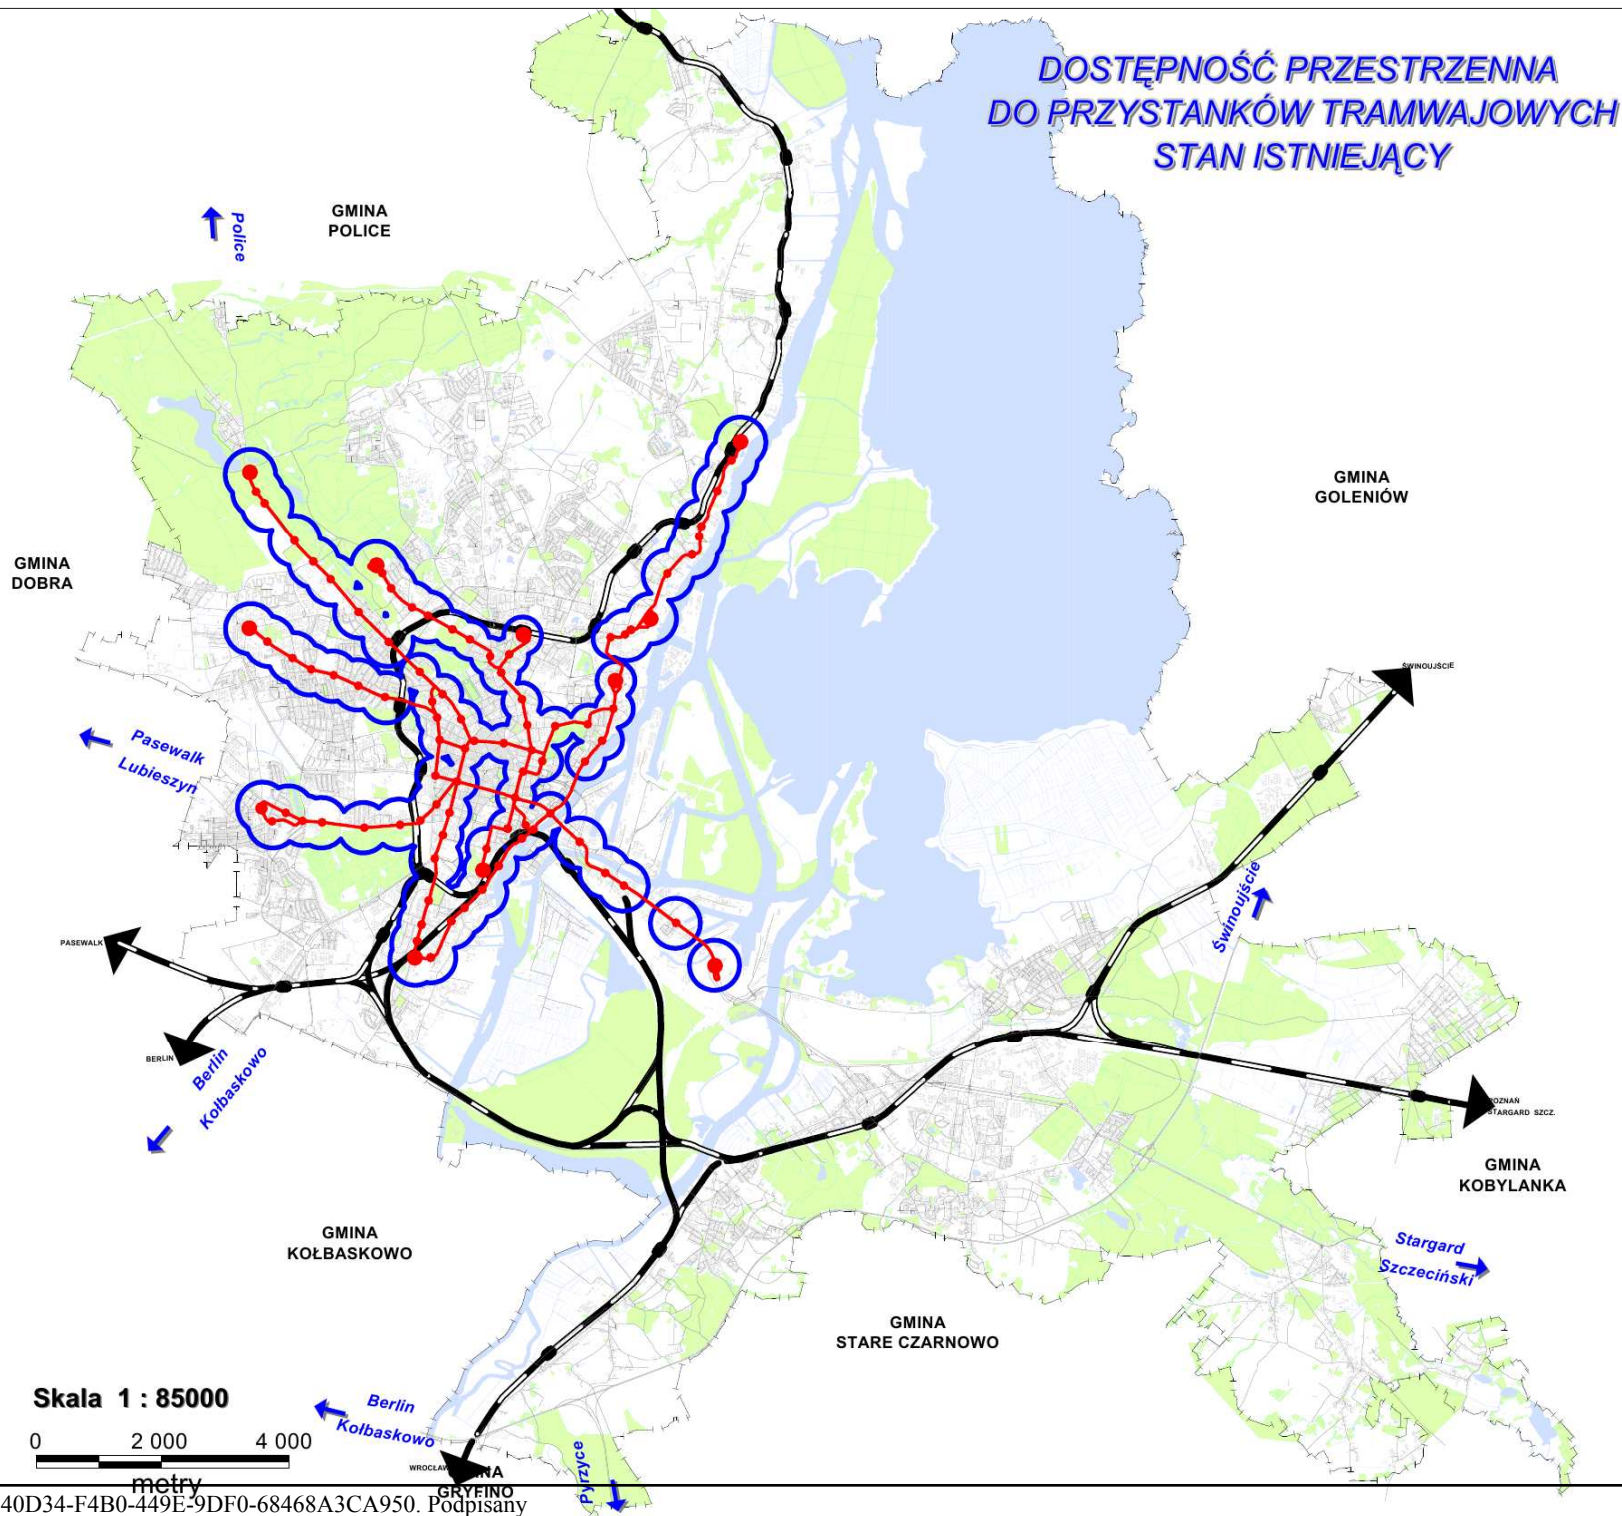 DOSTĘPNOŚĆ PRZESTRZENNA
DO PRZYSTANKÓW TRAMWAJOWYCH
STAN ISTNIEJĄCY
GMINA
POLICE
Police
GMINA
GOLENIÓW
GMINA
DOBRA
ŚWINOUJŚCIE
Pasewalk
Lubieszyn
Świnoujście
PASEWALK
BERLIN
Berlin
Kołbaskowo
POZNAŃ
STARGARD SZCZ.
GMINA
KOBYLANKA
GMINA
KOŁBASKOWO
Stargard
Szczeciński
GMINA
STARE CZARNOWO
Skala 1 : 85000
0 2 000 4 000
metry
Berlin
Kołbaskowo
WROCŁAW
GMINA
GRYFINO
Pyrzyce
40D34-F4B0-449E-9DF0-68468A3CA950. Podpisany